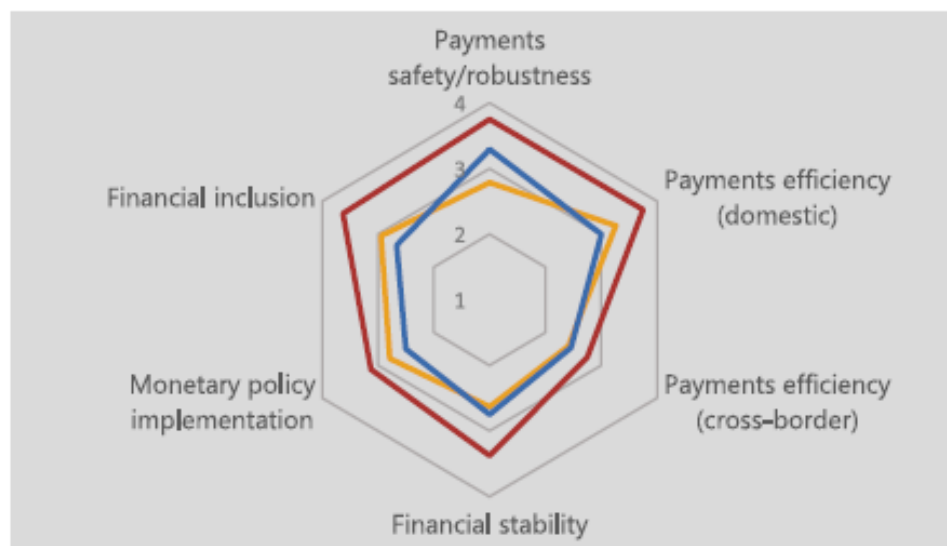 Payments
safety/robustness
4
3
2
1
Payments efficiency
(domestic)
Payments efficiency
(cross-border)
Financial stability
Monetary policy
implementation
Financial inclusion